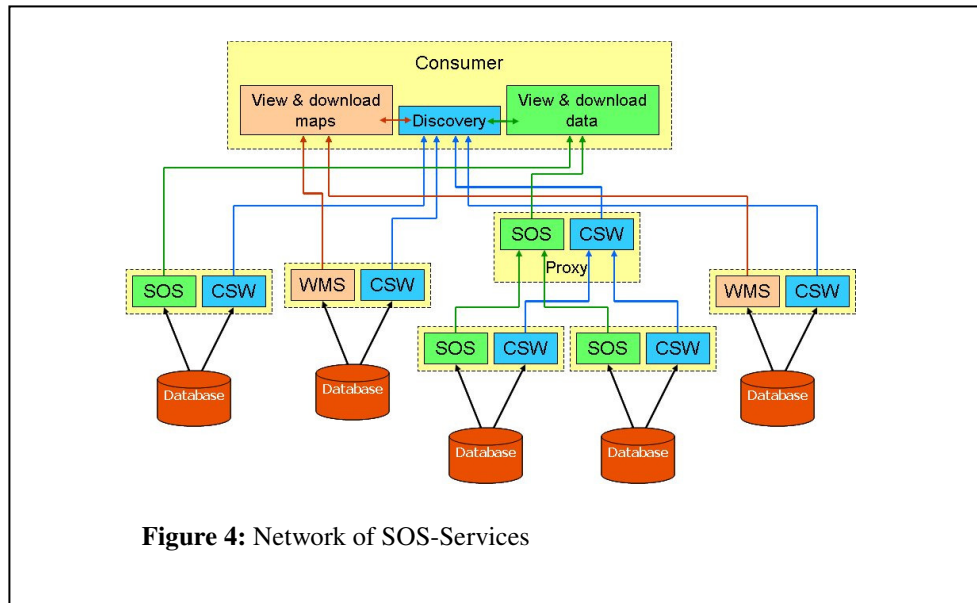 Consumer
View & download
maps
Discovery
View & download
data
SOS
CSW
Proxy
SOS
CSW
WMS
CSW
WMS
CSW
SOS
CSW
SOS
CSW
Database
Database
Database
Database
Database
Figure 4: Network of SOS-Services